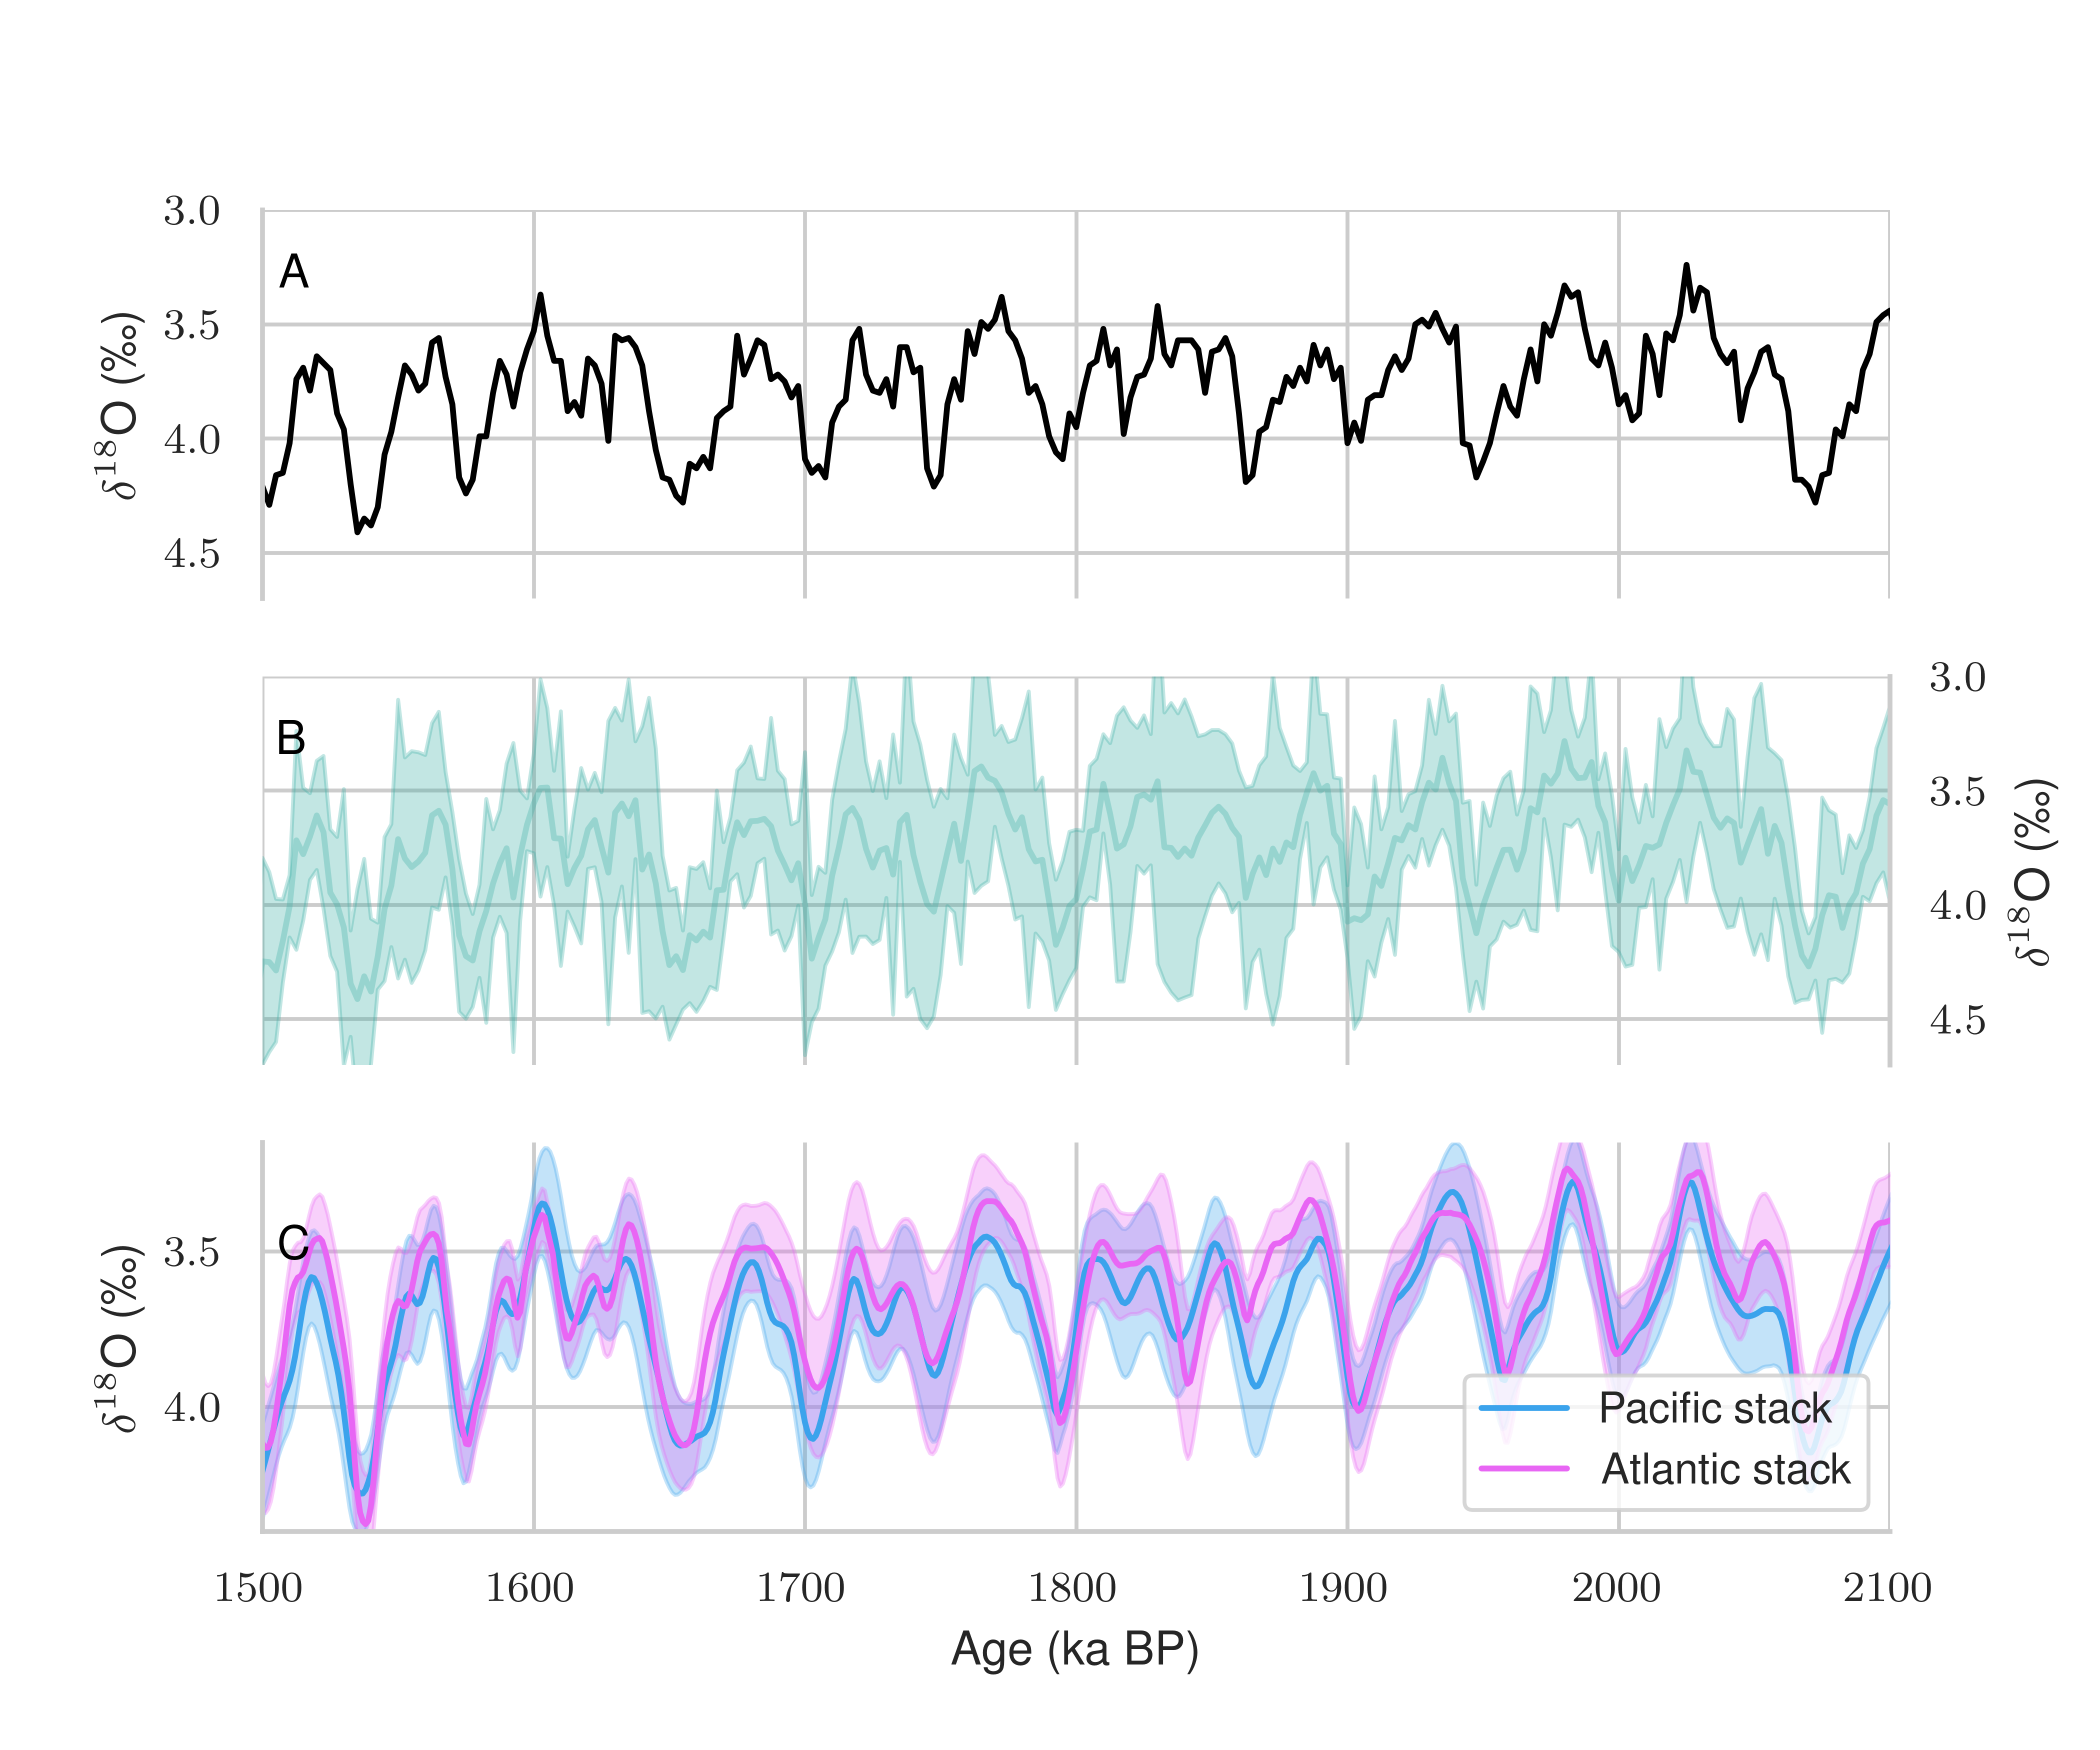 A
δ¹⁸O (‰)
3.0
3.5
4.0
4.5
B
δ¹⁸O (‰)
3.0
3.5
4.0
4.5
C
δ¹⁸O (‰)
3.5
4.0
Pacific stack
Atlantic stack
1500 1600 1700 1800 1900 2000 2100
Age (ka BP)